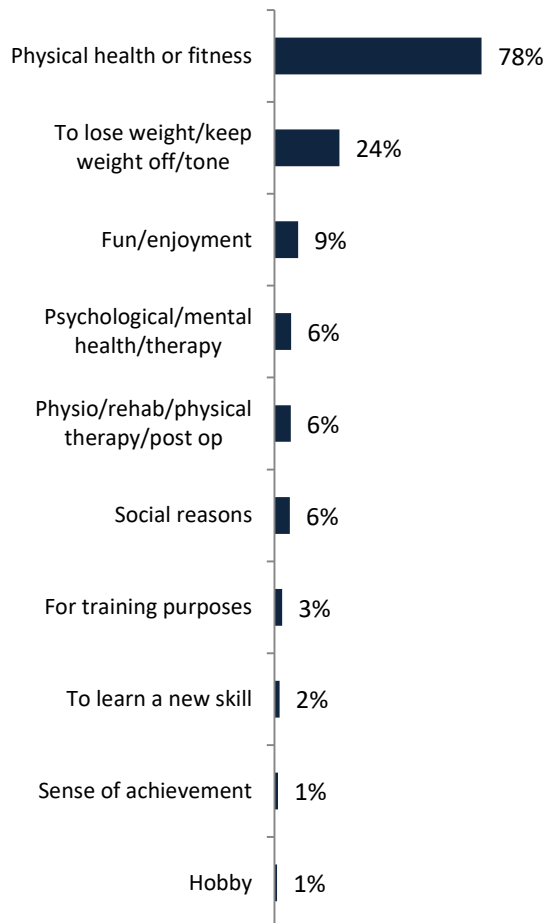 Physical health or fitness 78%
To lose weight/keep
weight off/tone
24%
Fun/enjoyment 9%
Psychological/mental
health/therapy
6%
Physio/rehab/physical
therapy/post op
6%
Social reasons 6%
For training purposes 3%
To learn a new skill 2%
Sense of achievement 1%
Hobby 1%